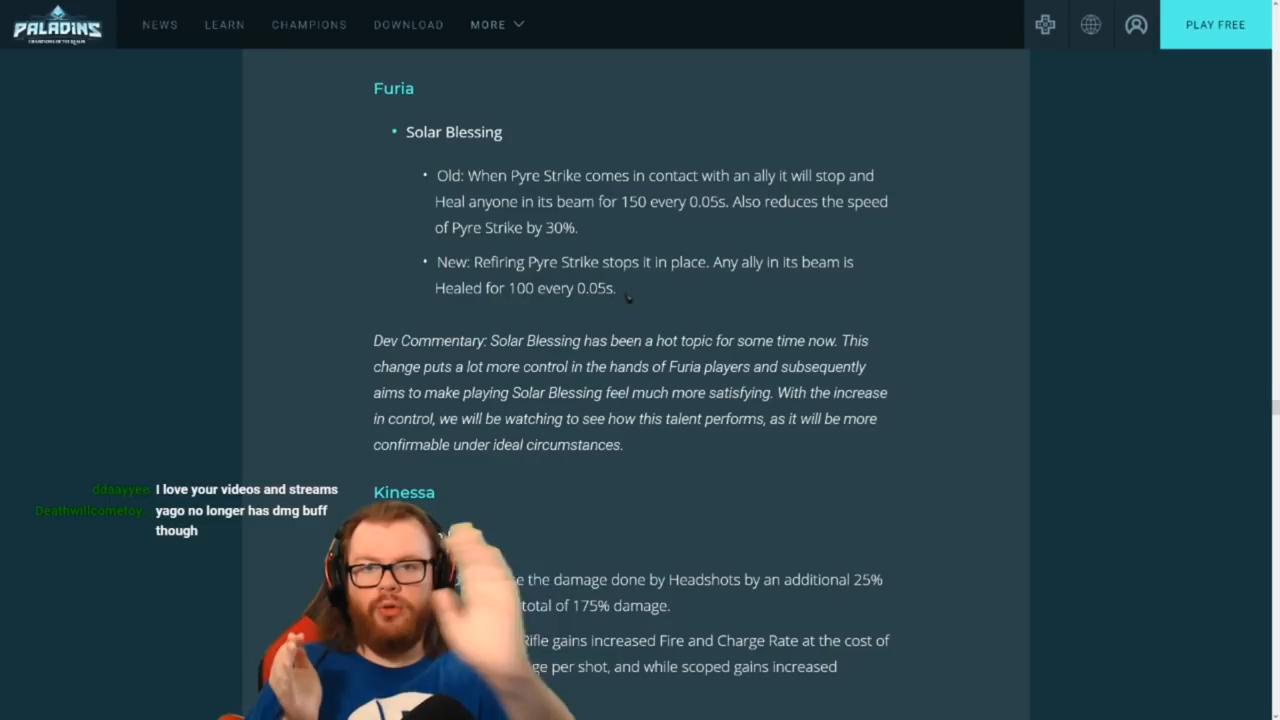 PALADINS
CHAMPIONS OF THE REALM
NEWS LEARN CHAMPIONS DOWNLOAD MORE
PLAY FREE
Furia
• Solar Blessing
• Old: When Pyre Strike comes in contact with an ally it will stop and
Heal anyone in its beam for 150 every 0.05s. Also reduces the speed
of Pyre Strike by 30%.
• New: Refiring Pyre Strike stops it in place. Any ally in its beam is
Healed for 100 every 0.05s.
Dev Commentary: Solar Blessing has been a hot topic for some time now. This
change puts a lot more control in the hands of Furia players and subsequently
aims to make playing Solar Blessing feel much more satisfying. With the increase
in control, we will be watching to see how this talent performs, as it will be more
confirmable under ideal circumstances.
ddaayyee I love your videos and streams
Deathwillcometoy yago no longer has dmg buff
though
Kinessa
the damage done by Headshots by an additional 25%
total of 175% damage.
Rifle gains increased Fire and Charge Rate at the cost of
per shot, and while scoped gains increased